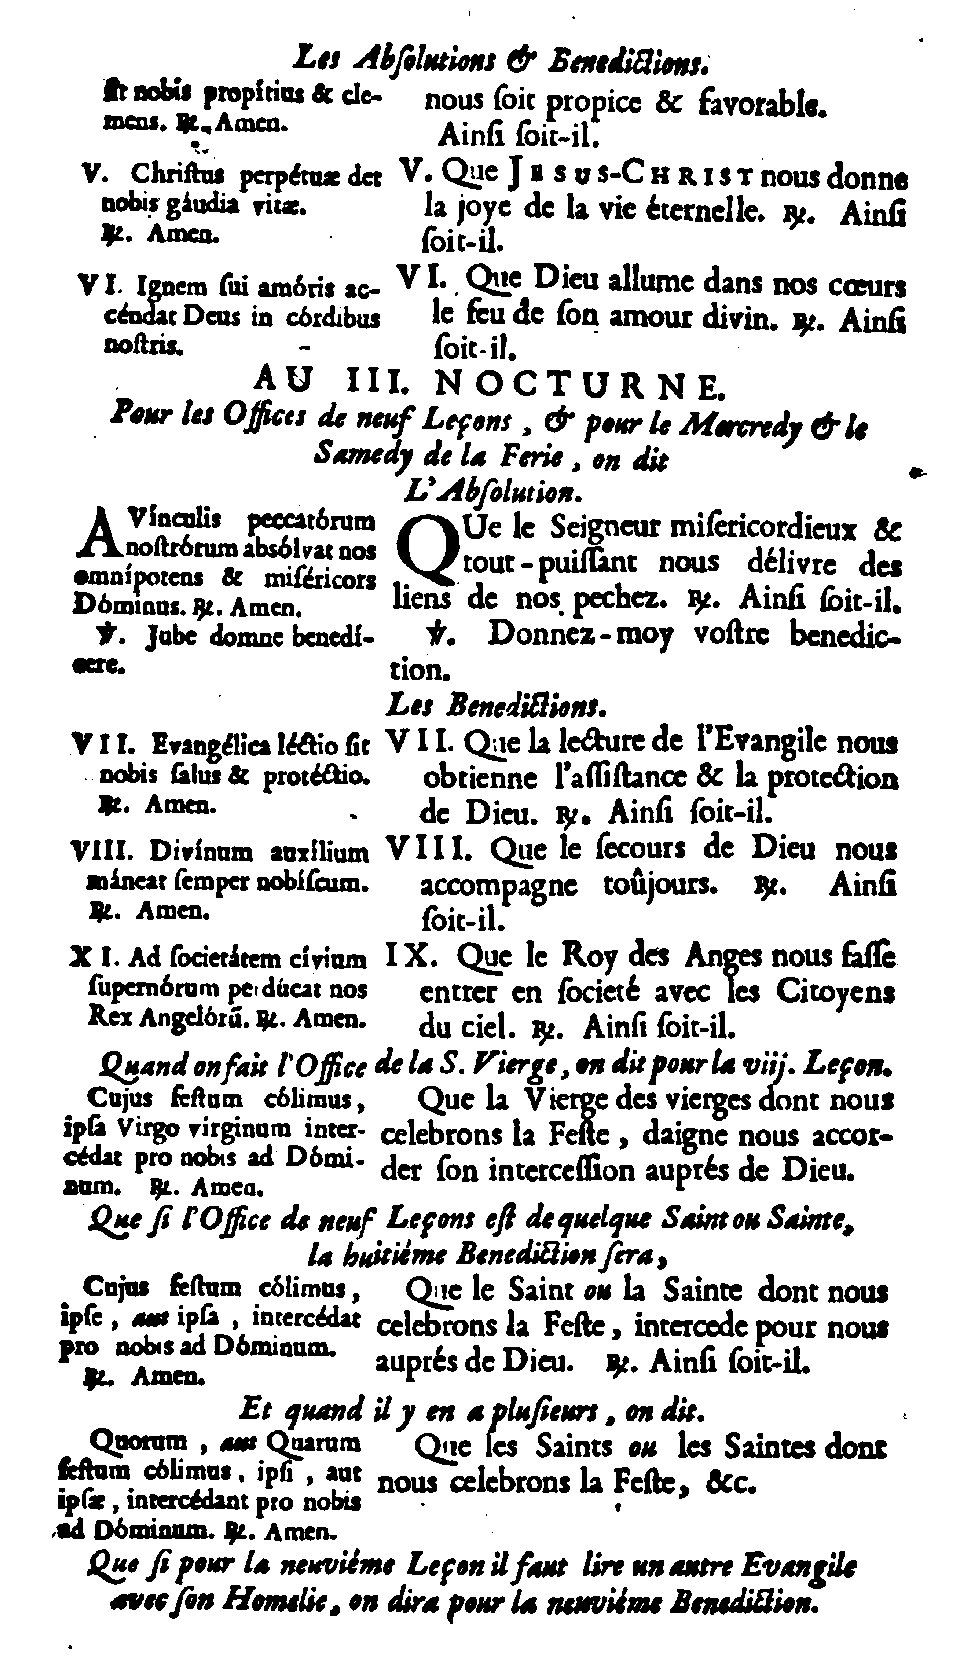 Les Abſolutions & Benedictions.
ſit nobis propítius & cle-
mens. ℟. Amen.
nous ſoit propice & favorable.
Ainſi ſoit-il.
V. Chriſtus perpétuæ det
nobis gáudia vitæ.
℟. Amen.
V. Que JESUS-CHRIST nous donne
la joye de la vie éternelle. ℟. Ainſi
ſoit-il.
VI. Ignem ſui amóris ac-
céndat Deus in córdibus
noſtris.
VI. Que Dieu allume dans nos cœurs
le feu de ſon amour divin. ℟. Ainſi
ſoit-il.
AU III. NOCTURNE.
Pour les Offices de neuf Leçons, & pour le Mercredy & le
Samedy de la Ferie, on dit
L'Abſolution.
A Vínculis peccatórum
noſtrórum absólvat nos
omnípotens & miſéricors
Dóminus. ℟. Amen.
℣. Jube domne benedí-
cere.
QUe le Seigneur miſericordieux &
tout-puiſſant nous délivre des
liens de nos pechez. ℟. Ainſi ſoit-il.
℣. Donnez-moy voſtre benedic-
tion.
Les Benedictions.
VII. Evangélica léctio ſit
nobis ſalus & protéctio.
℟. Amen.
VII. Que la lecture de l'Evangile nous
obtienne l'aſſiſtance & la protection
de Dieu. ℟. Ainſi ſoit-il.
VIII. Divínum auxílium
máneat ſemper nobíſcum.
℟. Amen.
VIII. Que le ſecours de Dieu nous
accompagne toûjours. ℟. Ainſi
ſoit-il.
XI. Ad ſocietátem cívium
ſupernórum perdúcat nos
Rex Angelórũ. ℟. Amen.
IX. Que le Roy des Anges nous faſſe
entrer en ſocieté avec les Citoyens
du ciel. ℟. Ainſi ſoit-il.
Quand on fait l'Office de la S. Vierge, on dit pour la viij. Leçon.
Cujus feſtum cólimus,
ipſa Virgo virginum inter-
cédat pro nobis ad Dómi-
num. ℟. Amen.
Que la Vierge des vierges dont nous
celebrons la Feſte, daigne nous accor-
der ſon interceſſion auprés de Dieu.
Que ſi l'Office de neuf Leçons eſt de quelque Saint ou Sainte,
la huitiéme Benediction ſera,
Cujus feſtum cólimus,
ipſe, aut ipſa, intercédat
pro nobis ad Dóminum.
℟. Amen.
Que le Saint ou la Sainte dont nous
celebrons la Feſte, intercede pour nous
auprés de Dieu. ℟. Ainſi ſoit-il.
Et quand il y en a pluſieurs, on dit.
Quorum, aut Quarum
feſtum cólimus, ipſi, aut
ipſæ, intercédant pro nobis
ad Dóminum. ℟. Amen.
Que les Saints ou les Saintes dont
nous celebrons la Feſte, &c.
Que ſi pour la neuviéme Leçon il faut lire un autre Evangile
avec ſon Homelie, on dira pour la neuviéme Benediction.